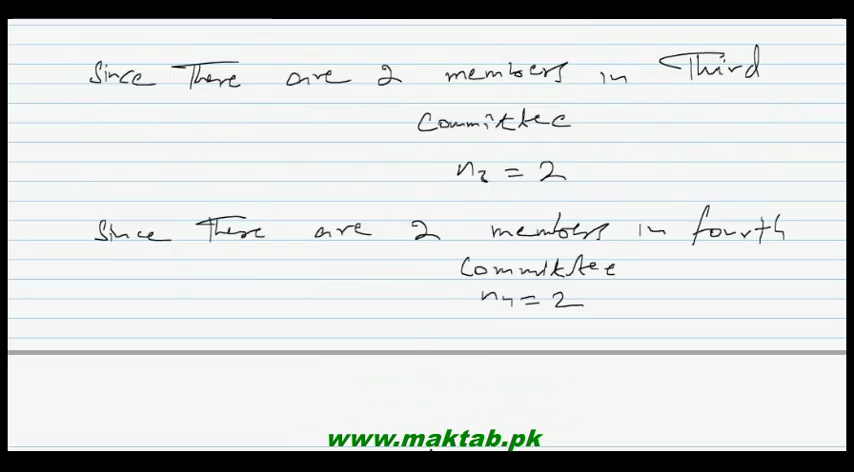 Since There are 2 members in Third
Committee
n₃ = 2
Since There are 2 members in fourth
Committee
n₄ = 2
www.maktab.pk